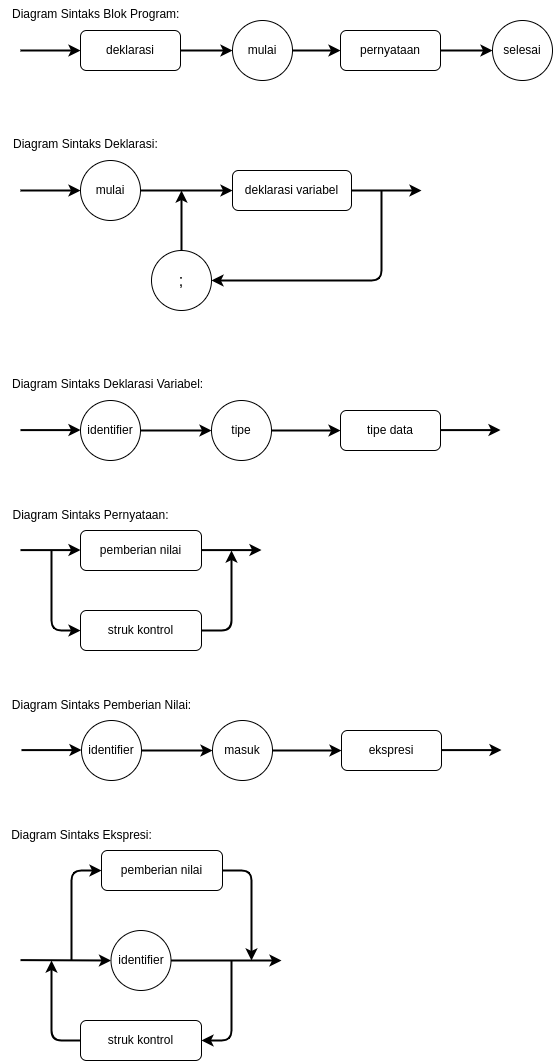 Diagram Sintaks Blok Program:
deklarasi mulai pernyataan selesai
Diagram Sintaks Deklarasi:
mulai deklarasi variabel
;
Diagram Sintaks Deklarasi Variabel:
identifier tipe tipe data
Diagram Sintaks Pernyataan:
pemberian nilai
struk kontrol
Diagram Sintaks Pemberian Nilai:
identifier masuk ekspresi
Diagram Sintaks Ekspresi:
pemberian nilai
identifier
struk kontrol